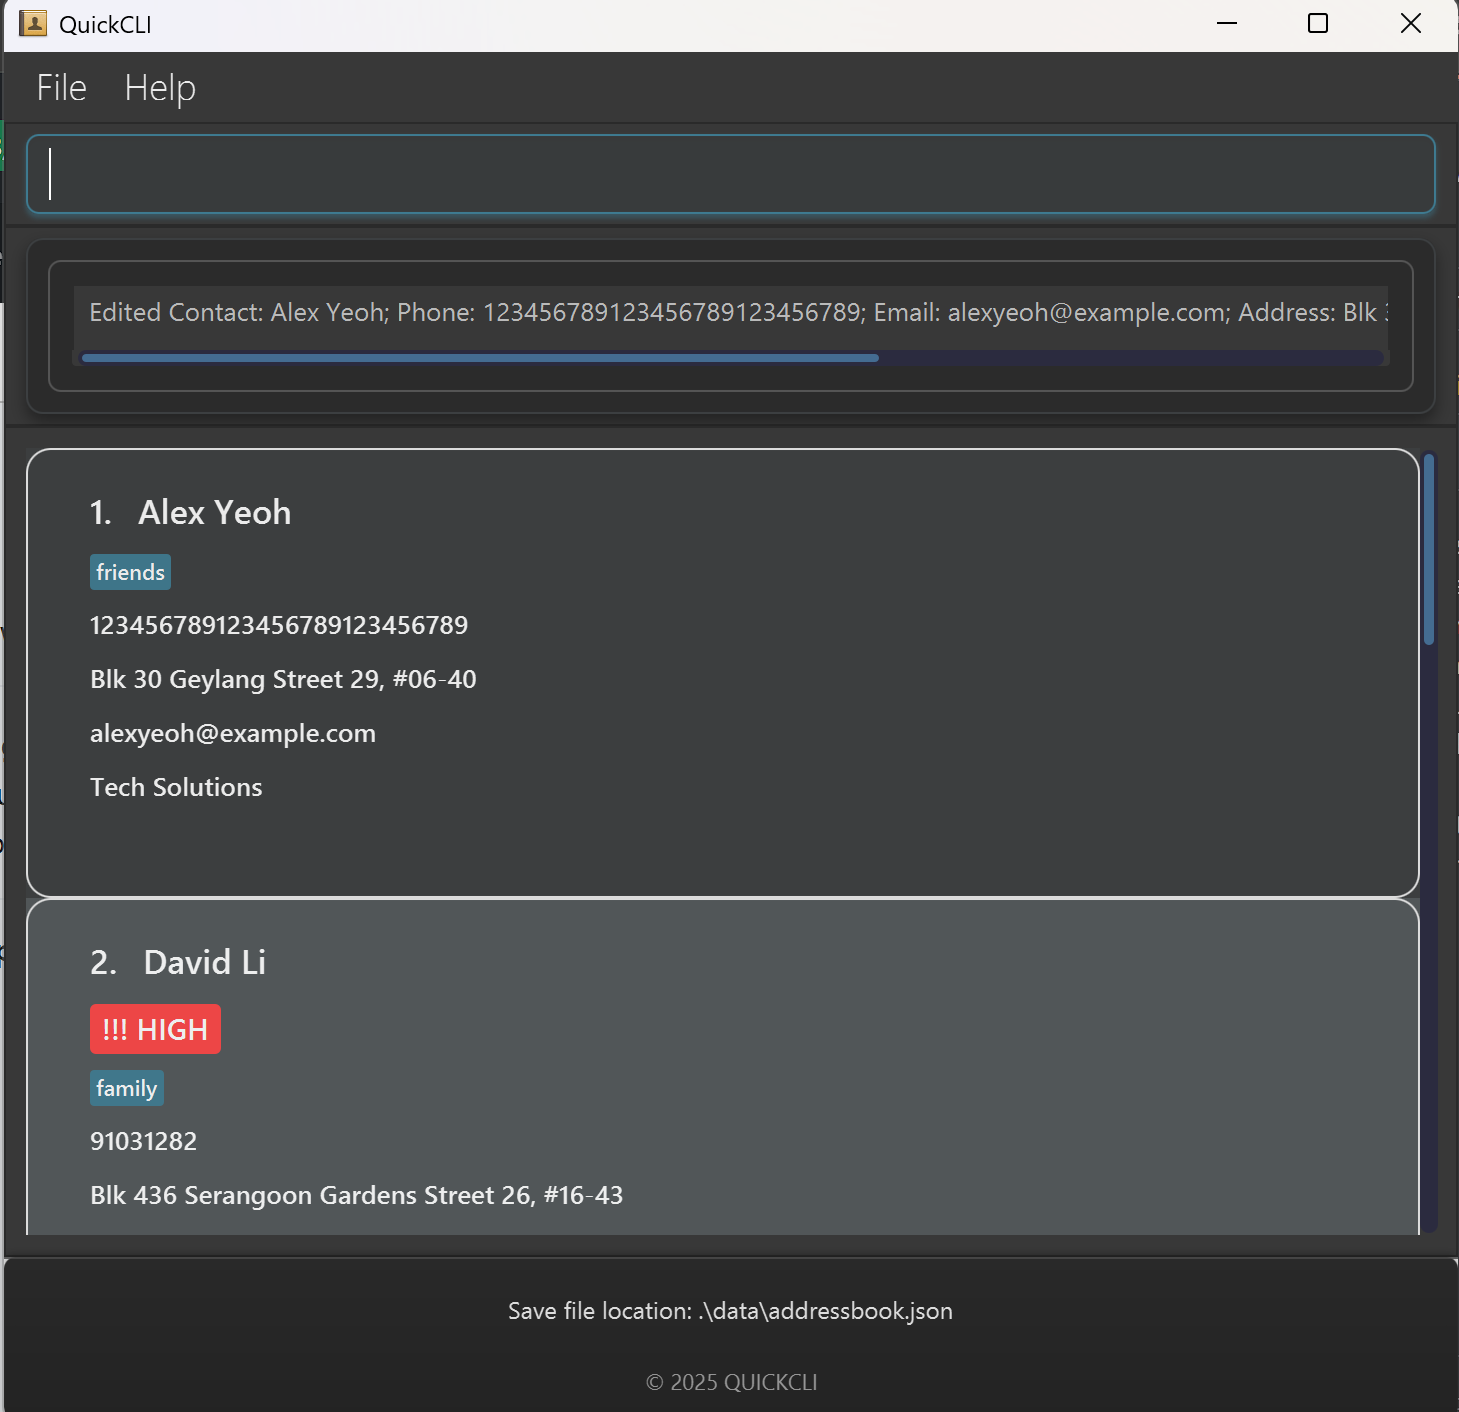 QuickCLI
File Help
Edited Contact: Alex Yeoh; Phone: 123456789123456789123456789; Email: alexyeoh@example.com; Address: Blk
1. Alex Yeoh
friends
123456789123456789123456789
Blk 30 Geylang Street 29, #06-40
alexyeoh@example.com
Tech Solutions
2. David Li
!!! HIGH
family
91031282
Blk 436 Serangoon Gardens Street 26, #16-43
Save file location: .\data\addressbook.json
© 2025 QUICKCLI